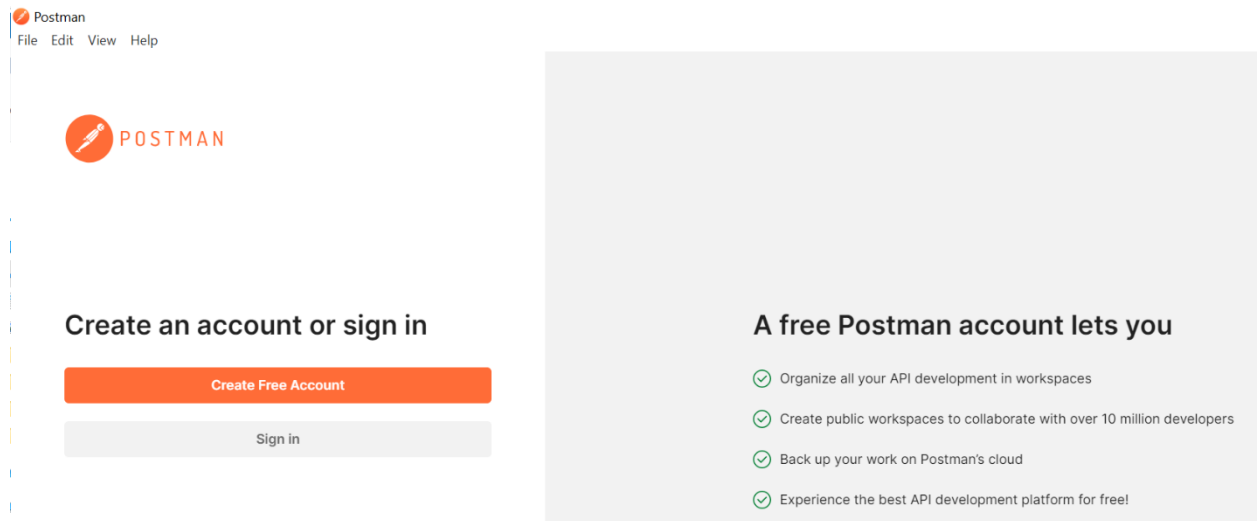 Postman
File Edit View Help
POSTMAN
Create an account or sign in
Create Free Account
Sign in
A free Postman account lets you
Organize all your API development in workspaces
Create public workspaces to collaborate with over 10 million developers
Back up your work on Postman's cloud
Experience the best API development platform for free!